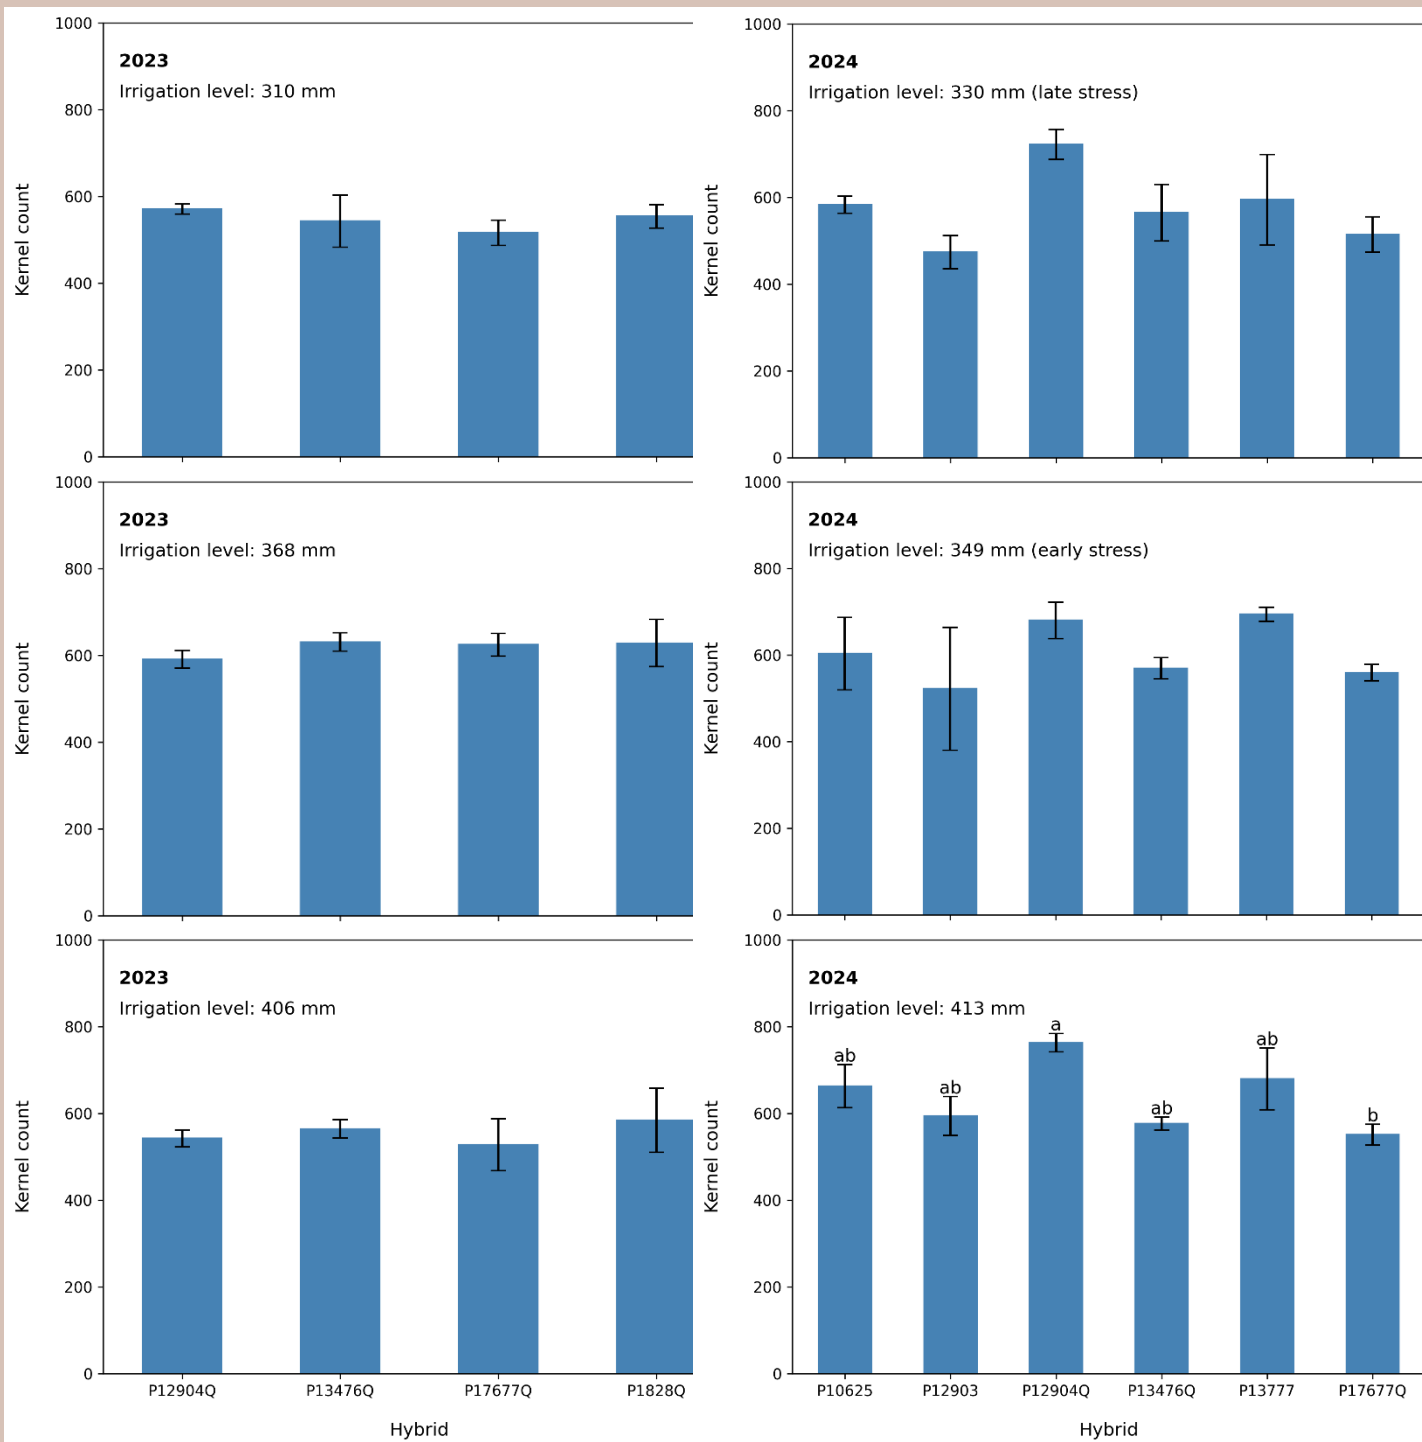 1000
800
600
400
200
0
Kernel count
2023
Irrigation level: 310 mm
1000
800
600
400
200
0
Kernel count
2024
Irrigation level: 330 mm (late stress)
1000
800
600
400
200
0
Kernel count
2023
Irrigation level: 368 mm
1000
800
600
400
200
0
Kernel count
2024
Irrigation level: 349 mm (early stress)
1000
800
600
400
200
0
Kernel count
2023
Irrigation level: 406 mm
P12904Q P13476Q P17677Q P1828Q
Hybrid
1000
800
600
400
200
0
Kernel count
2024
Irrigation level: 413 mm
ab ab a ab ab b
P10625 P12903 P12904Q P13476Q P13777 P17677Q
Hybrid